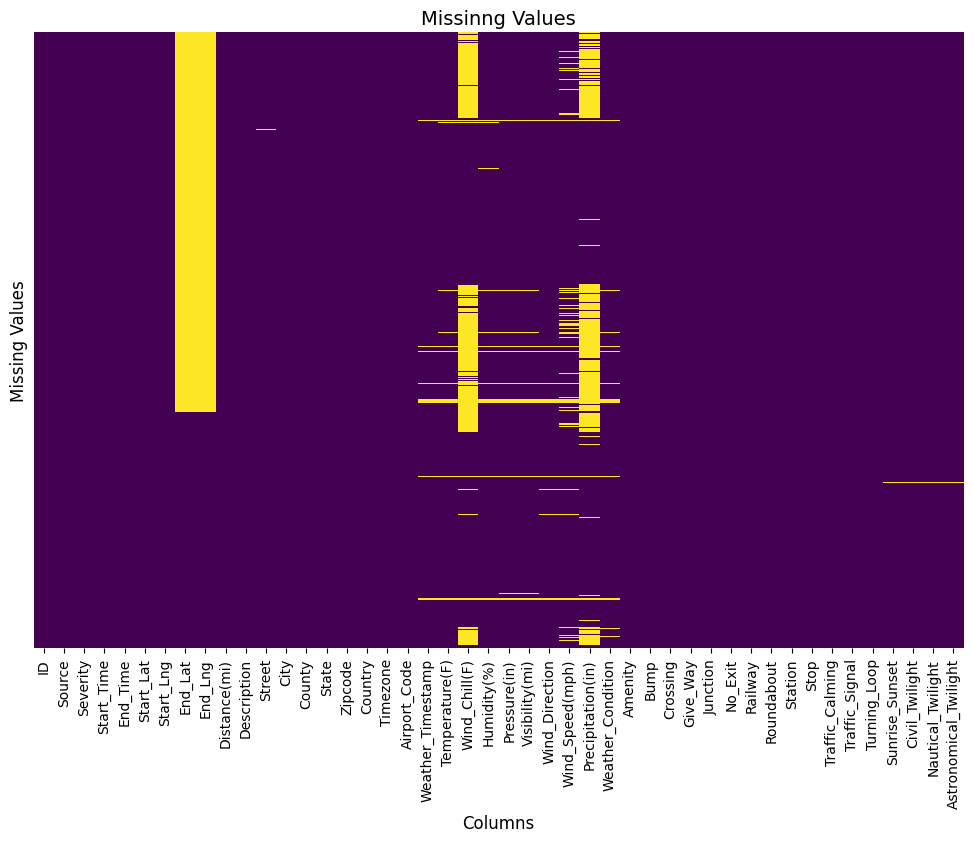 Missinng Values
Missing Values
ID
Source
Severity
Start_Time
End_Time
Start_Lat
Start_Lng
End_Lat
End_Lng
Distance(mi)
Description
Street
City
County
State
Zipcode
Country
Timezone
Airport_Code
Weather_Timestamp
Temperature(F)
Wind_Chill(F)
Humidity(%)
Pressure(in)
Visibility(mi)
Wind_Direction
Wind_Speed(mph)
Precipitation(in)
Weather_Condition
Amenity
Bump
Crossing
Give_Way
Junction
No_Exit
Railway
Roundabout
Station
Stop
Traffic_Calming
Traffic_Signal
Turning_Loop
Sunrise_Sunset
Civil_Twilight
Nautical_Twilight
Astronomical_Twilight
Columns